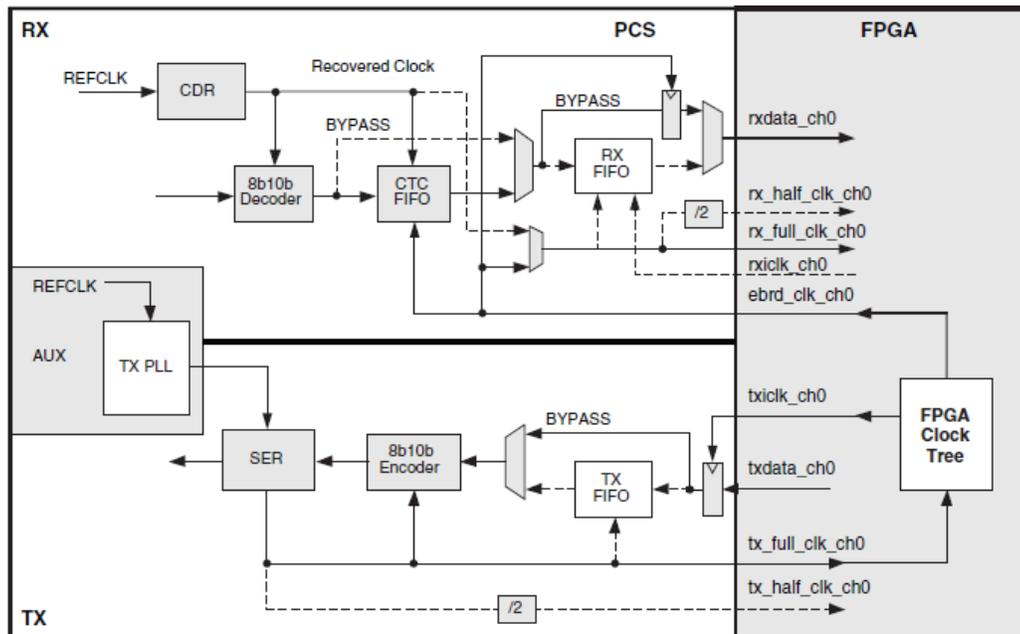 RX
PCS
FPGA
REFCLK
CDR
Recovered Clock
BYPASS
BYPASS
8b10b
Decoder
CTC
FIFO
RX
FIFO
rxdata_ch0
/2
rx_half_clk_ch0
rx_full_clk_ch0
rxiclk_ch0
ebrd_clk_ch0
REFCLK
AUX
TX PLL
SER
8b10b
Encoder
BYPASS
TX
FIFO
txiclk_ch0
txdata_ch0
FPGA
Clock
Tree
tx_full_clk_ch0
tx_half_clk_ch0
/2
TX